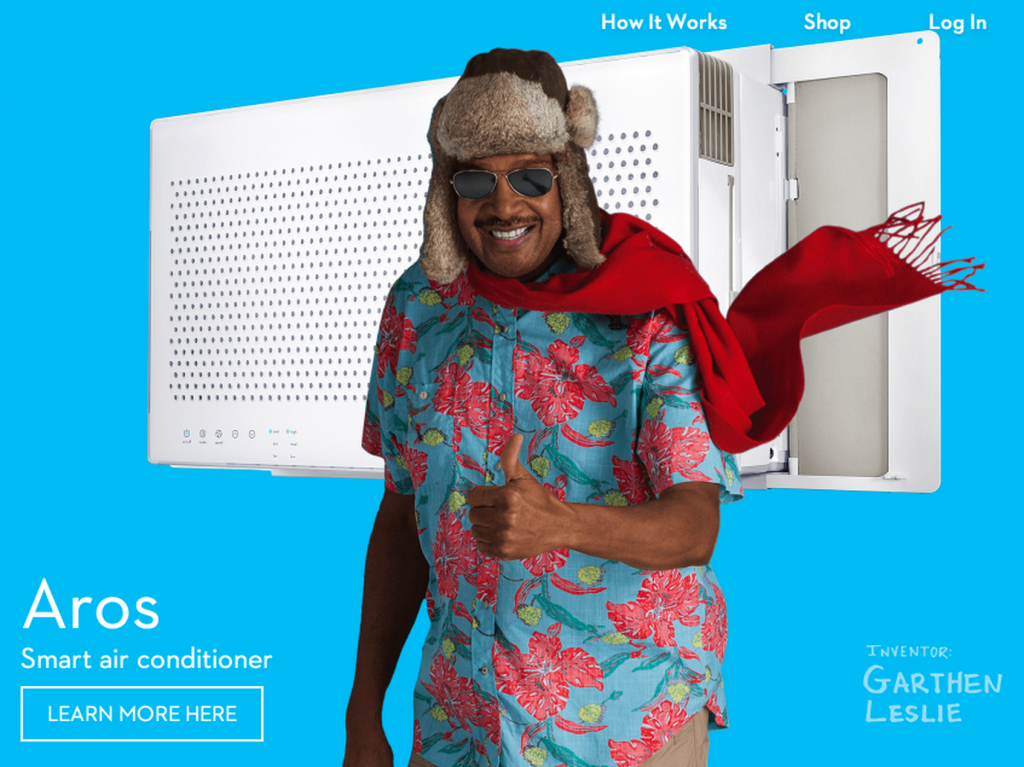 How It Works
Shop
Log In
Aros
Smart air conditioner
LEARN MORE HERE
INVENTOR:
GARTHEN
LESLIE